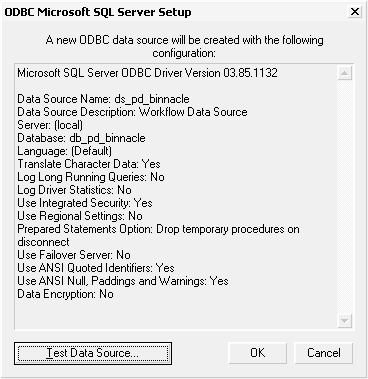 ODBC Microsoft SQL Server Setup
A new ODBC data source will be created with the following
configuration:
Microsoft SQL Server ODBC Driver Version 03.85.1132
Data Source Name: ds_pd_binnacle
Data Source Description: Workflow Data Source
Server: (local)
Database: db_pd_binnacle
Language: (Default)
Translate Character Data: Yes
Log Long Running Queries: No
Log Driver Statistics: No
Use Integrated Security: Yes
Use Regional Settings: No
Prepared Statements Option: Drop temporary procedures on
disconnect
Use Failover Server: No
Use ANSI Quoted Identifiers: Yes
Use ANSI Null, Paddings and Warnings: Yes
Data Encryption: No
Test Data Source... OK Cancel